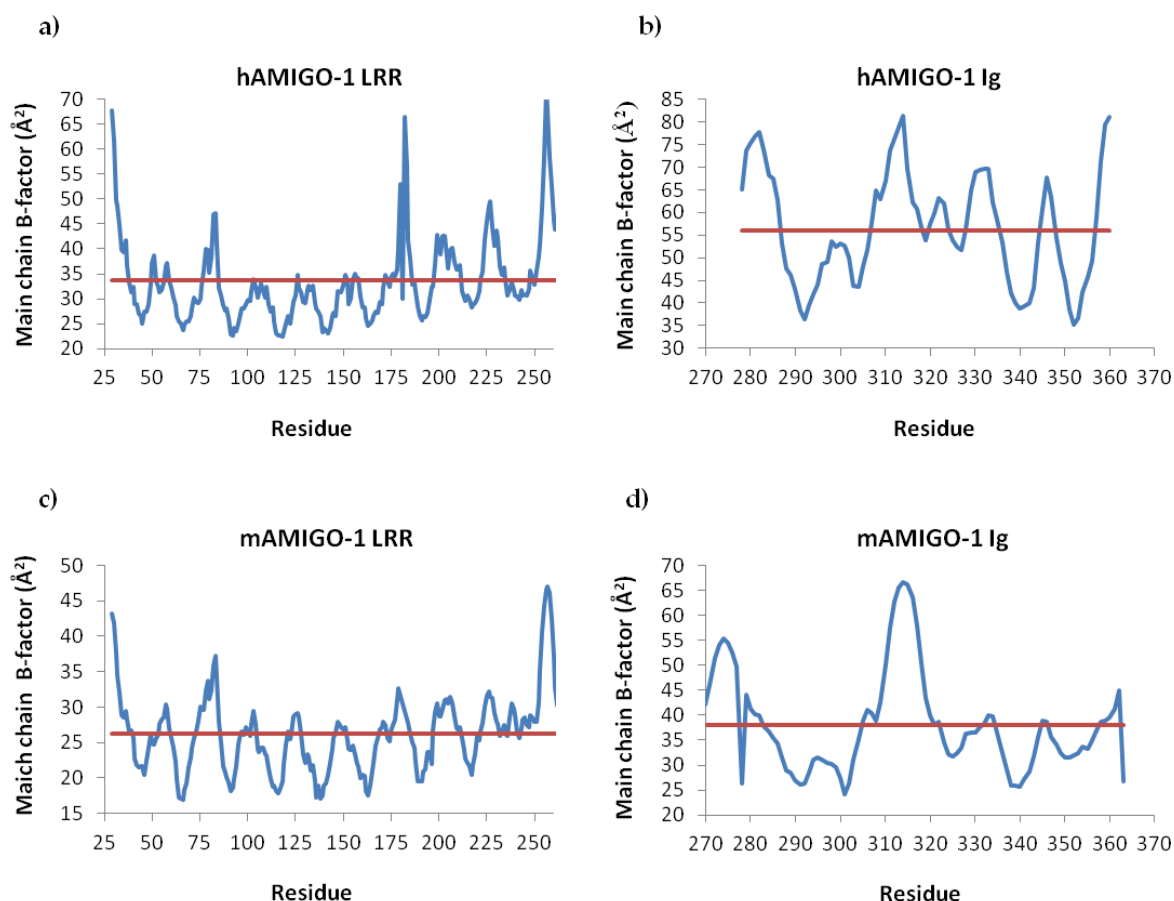 a)
hAMIGO-1 LRR
Main chain B-factor (Å²)
70
65
60
55
50
45
40
35
30
25
20
25 50 75 100 125 150 175 200 225 250
Residue
b)
hAMIGO-1 Ig
Main chain B-factor (Å²)
85
80
75
70
65
60
55
50
45
40
35
30
270 280 290 300 310 320 330 340 350 360 370
Residue
c)
mAMIGO-1 LRR
Maich chain B-factor (Å²)
50
45
40
35
30
25
20
15
25 50 75 100 125 150 175 200 225 250
Residue
d)
mAMIGO-1 Ig
Main chain B-factor (Å²)
70
65
60
55
50
45
40
35
30
25
20
270 280 290 300 310 320 330 340 350 360 370
Residue